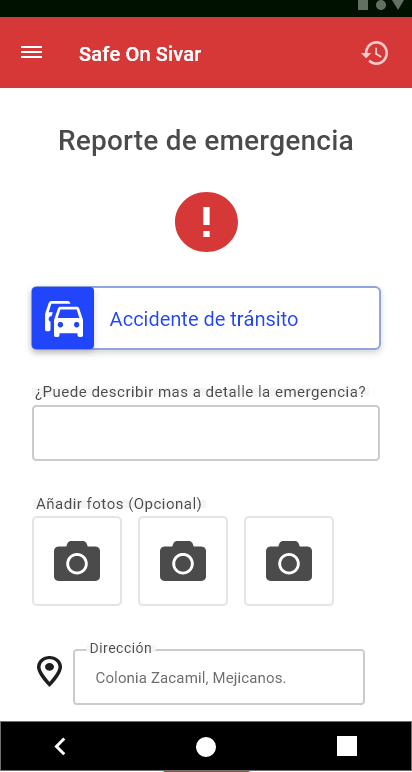 Safe On Sivar
Reporte de emergencia
Accidente de tránsito
¿Puede describir mas a detalle la emergencia?
Añadir fotos (Opcional)
Dirección
Colonia Zacamil, Mejicanos.